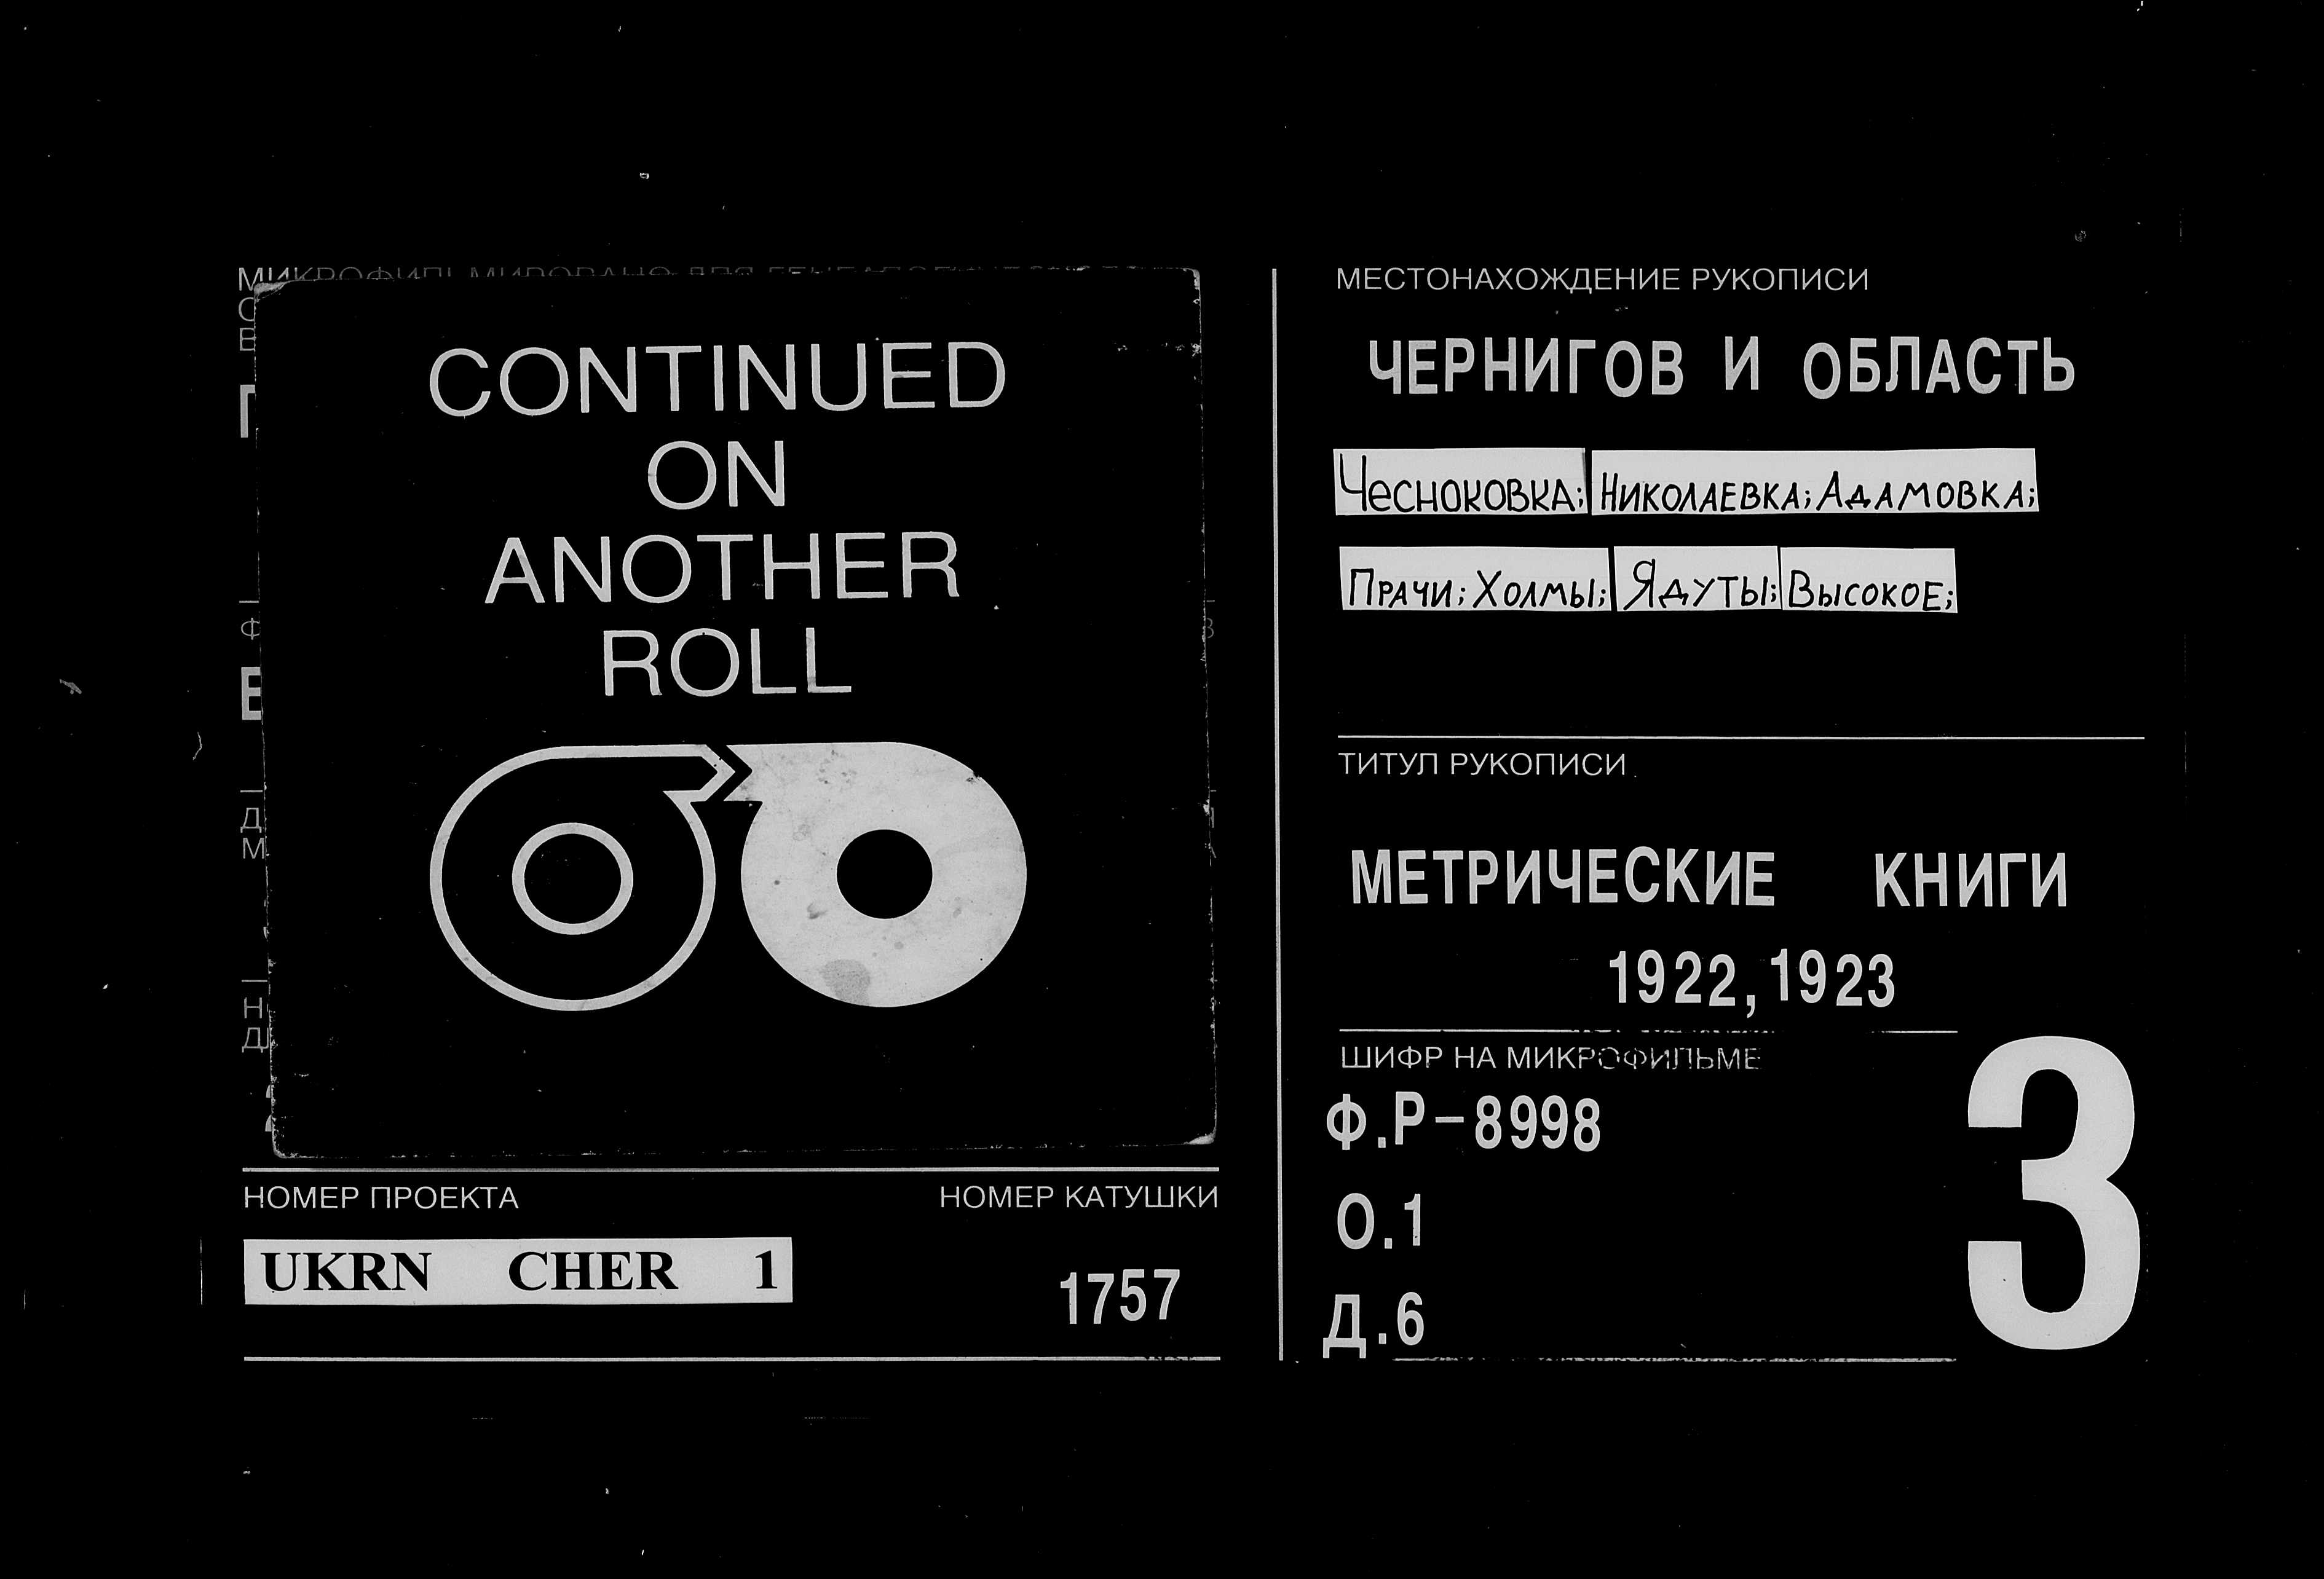 CONTINUED
ON
ANOTHER
ROLL
НОМЕР ПРОЕКТА
НОМЕР КАТУШКИ
UKRN CHER 1
1757
МЕСТОНАХОЖДЕНИЕ РУКОПИСИ
ЧЕРНИГОВ И ОБЛАСТЬ
Чесноковка; Николаевка; Адамовка;
Прачи; Холмы; Ядуты; Высокое;
ТИТУЛ РУКОПИСИ
МЕТРИЧЕСКИЕ КНИГИ
1922, 1923
ШИФР НА МИКРОФИЛЬМЕ
Ф.Р-8998
О.1
Д.6
3